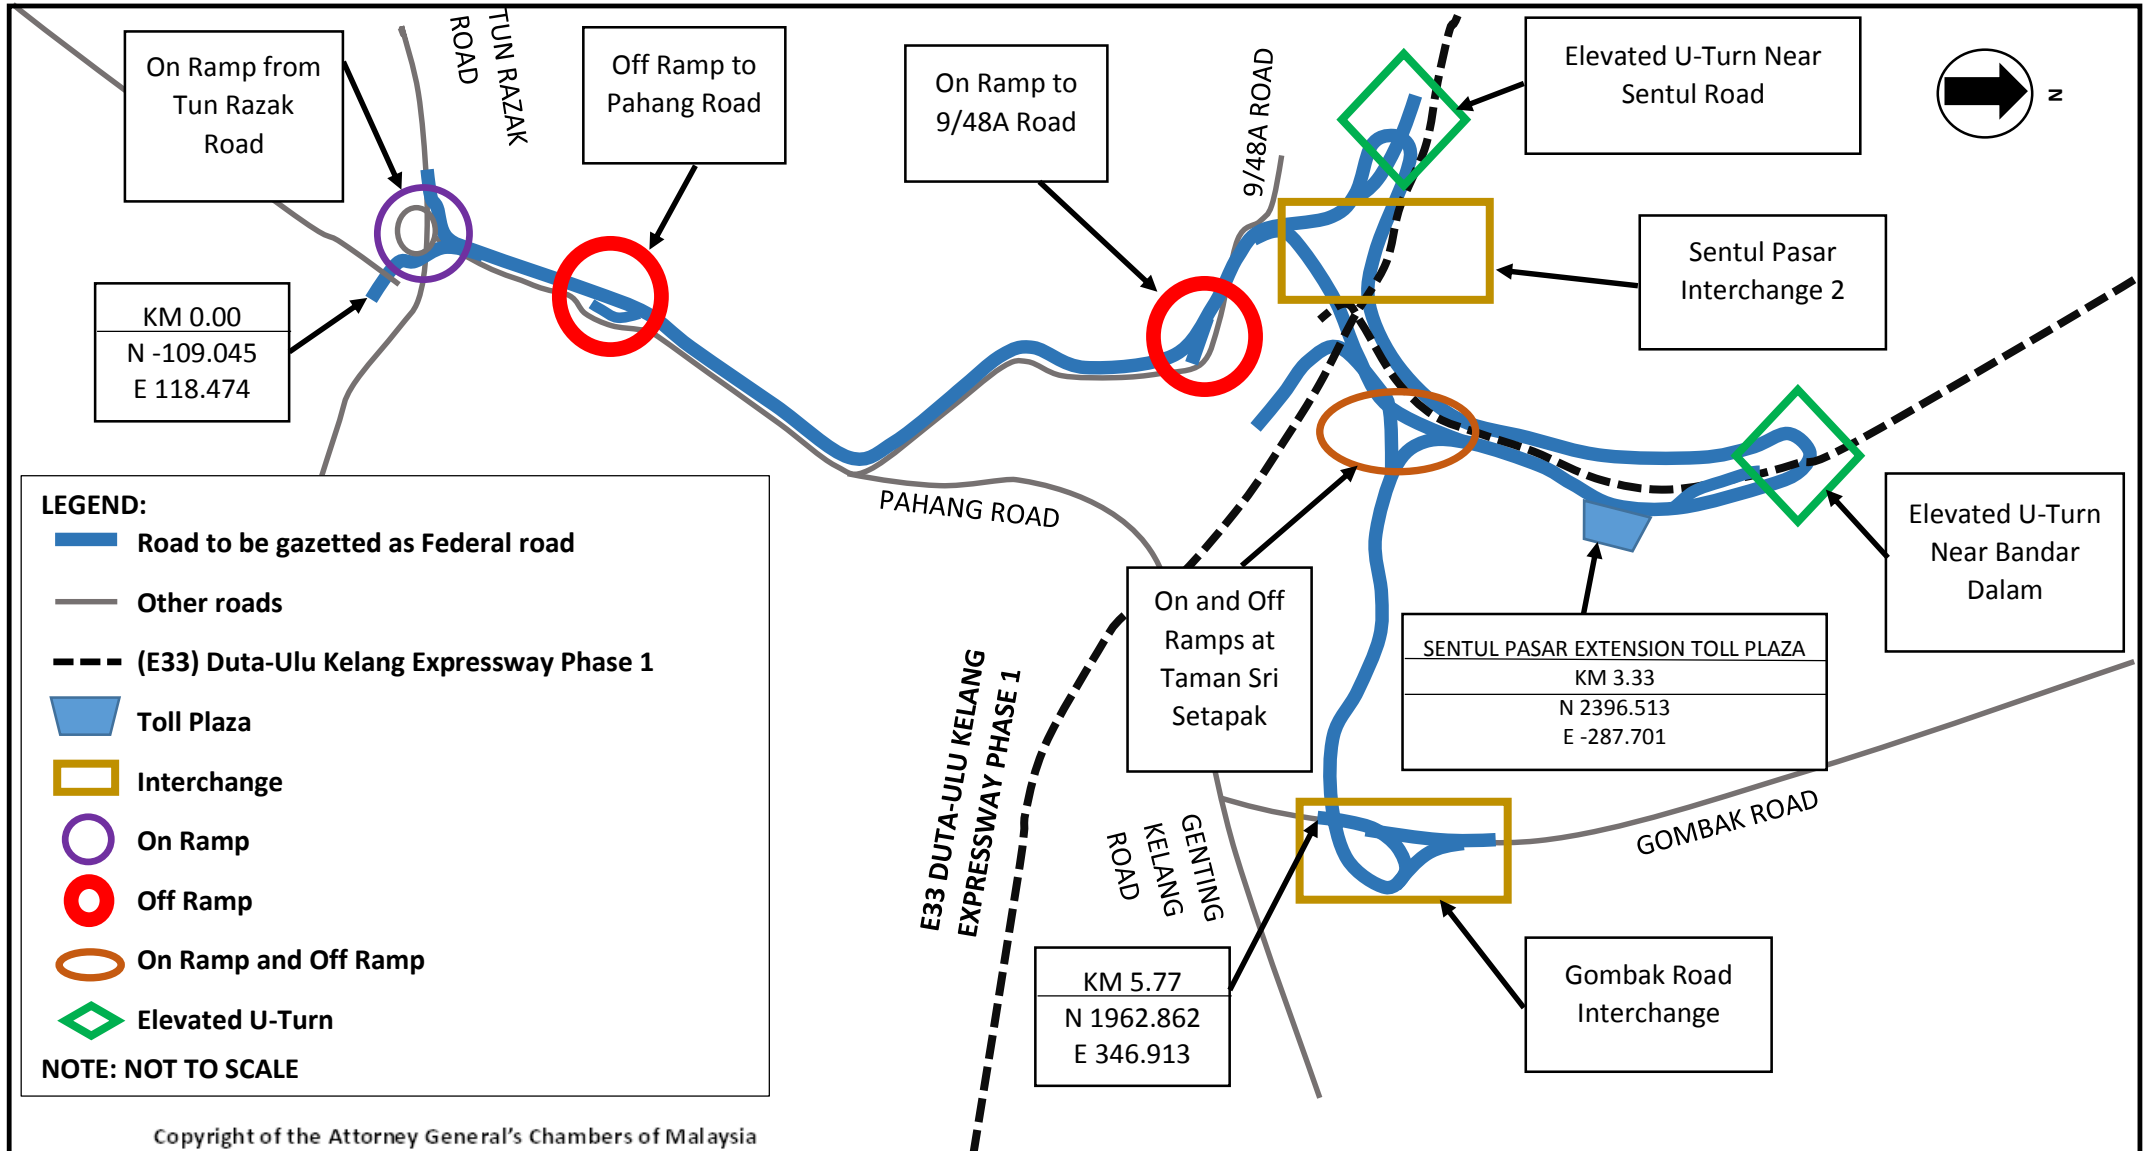 TUN RAZAK
ROAD
On Ramp from
Tun Razak
Road
Off Ramp to
Pahang Road
On Ramp to
9/48A Road
9/48A ROAD
Elevated U-Turn Near
Sentul Road
N
Sentul Pasar
Interchange 2
KM 0.00
N -109.045
E 118.474
PAHANG ROAD
Elevated U-Turn
Near Bandar
Dalam
On and Off
Ramps at
Taman Sri
Setapak
SENTUL PASAR EXTENSION TOLL PLAZA
KM 3.33
N 2396.513
E -287.701
E33 DUTA-ULU KELANG
EXPRESSWAY PHASE 1
GENTING
KELANG
ROAD
GOMBAK ROAD
KM 5.77
N 1962.862
E 346.913
Gombak Road
Interchange
LEGEND:
Road to be gazetted as Federal road
Other roads
(E33) Duta-Ulu Kelang Expressway Phase 1
Toll Plaza
Interchange
On Ramp
Off Ramp
On Ramp and Off Ramp
Elevated U-Turn
NOTE: NOT TO SCALE
Copyright of the Attorney General's Chambers of Malaysia